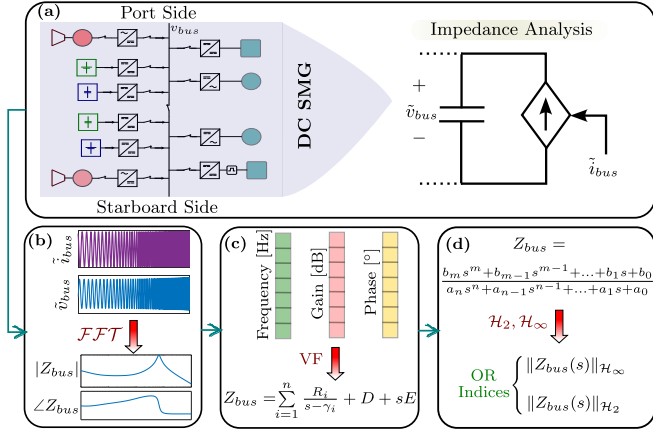 (a)
Port Side
v_bus
DC SMG
Starboard Side
Impedance Analysis
+
ṽ_bus
−
ĩ_bus
(b)
ĩ_bus
ṽ_bus
FFT
|Z_bus|
∠Z_bus
(c)
Frequency [Hz]
Gain [dB]
Phase [°]
VF
Z_bus = ∑_{i=1}^{n} R_i/(s−γ_i) + D + sE
(d)
Z_bus =
b_m s^m + b_{m−1} s^{m−1} + ... + b_1 s + b_0
a_n s^n + a_{n−1} s^{n−1} + ... a_1 s + a_0
H_2, H_∞
OR
Indices
‖Z_bus(s)‖_{H_∞}
‖Z_bus(s)‖_{H_2}